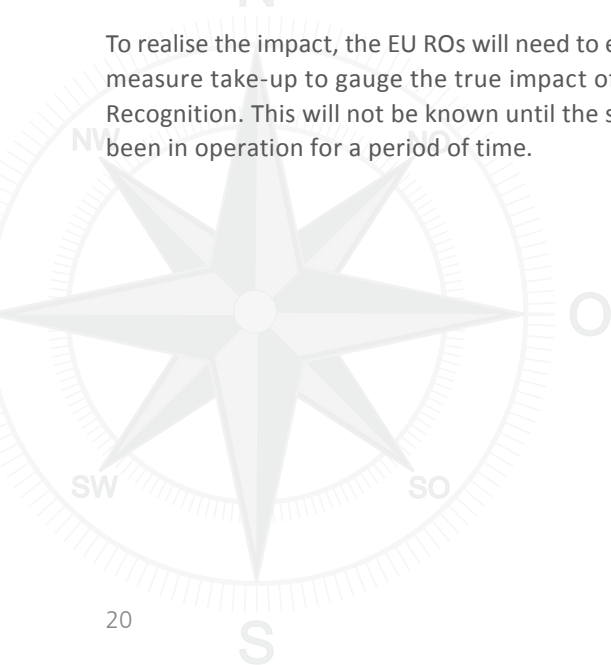 To realise the impact, the EU ROs will need to
measure take-up to gauge the true impact
Recognition. This will not be known until the
been in operation for a period of time.
NW
NO
O
SW
SO
20
S